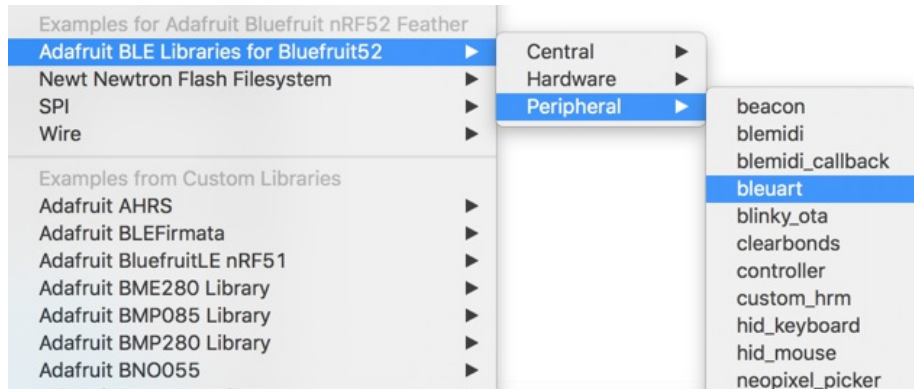 Examples for Adafruit Bluefruit nRF52 Feather
Adafruit BLE Libraries for Bluefruit52
Newt Newtron Flash Filesystem
SPI
Wire
Examples from Custom Libraries
Adafruit AHRS
Adafruit BLEFirmata
Adafruit BluefruitLE nRF51
Adafruit BME280 Library
Adafruit BMP085 Library
Adafruit BMP280 Library
Adafruit BNO055
Central
Hardware
Peripheral
beacon
blemidi
blemidi_callback
bleuart
blinky_ota
clearbonds
controller
custom_hrm
hid_keyboard
hid_mouse
neopixel_picker